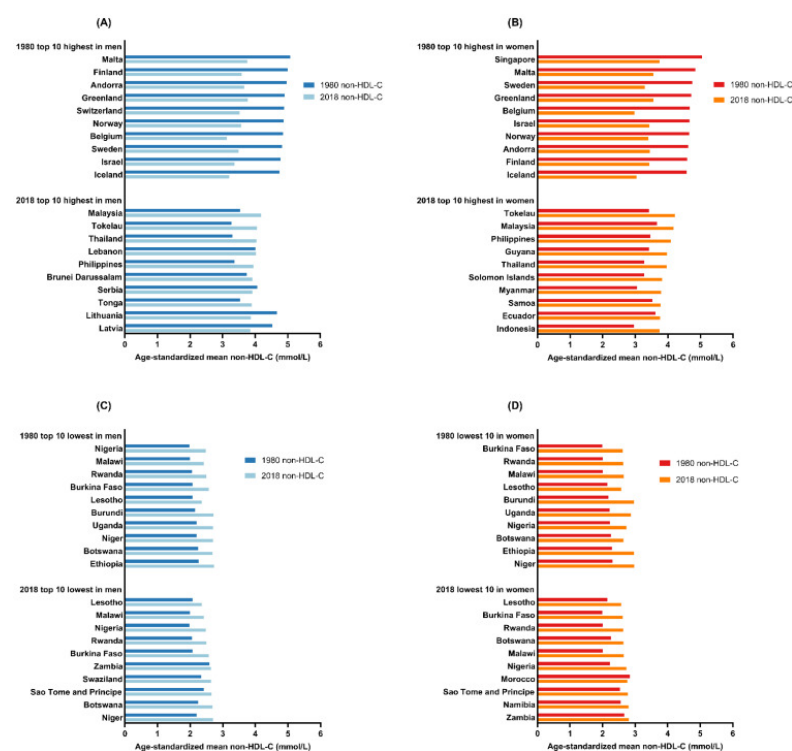 (A)
1980 top 10 highest in men
Malta
Finland
Andorra
Greenland
Switzerland
Norway
Belgium
Sweden
Israel
Iceland
1980 non-HDL-C
2018 non-HDL-C
2018 top 10 highest in men
Malaysia
Tokelau
Thailand
Lebanon
Philippines
Brunei Darussalam
Serbia
Tonga
Lithuania
Latvia
0 2 4 6
Age-standardized mean non-HDL-C (mmol/L)
(B)
1980 top 10 highest in women
Singapore
Malta
Sweden
Greenland
Belgium
Israel
Norway
Andorra
Finland
Iceland
1980 non-HDL-C
2018 non-HDL-C
2018 top 10 highest in women
Tokelau
Malaysia
Philippines
Guyana
Thailand
Solomon Islands
Myanmar
Samoa
Ecuador
Indonesia
0 1 2 3 4 5 6
Age-standardized mean non-HDL-C (mmol/L)
(C)
1980 top 10 lowest in men
Nigeria
Malawi
Rwanda
Burkina Faso
Lesotho
Burundi
Uganda
Niger
Botswana
Ethiopia
1980 non-HDL-C
2018 non-HDL-C
2018 top 10 lowest in men
Lesotho
Malawi
Nigeria
Rwanda
Burkina Faso
Zambia
Swaziland
Sao Tome and Principe
Botswana
Niger
0 2 4 6
Age-standardized mean non-HDL-C (mmol/L)
(D)
1980 lowest 10 in women
Burkina Faso
Rwanda
Malawi
Lesotho
Burundi
Uganda
Nigeria
Botswana
Ethiopia
Niger
1980 non-HDL-C
2018 non-HDL-C
2018 lowest 10 in women
Lesotho
Burkina Faso
Rwanda
Botswana
Malawi
Nigeria
Morocco
Sao Tome and Principe
Namibia
Zambia
0 1 2 3 4 5 6
Age-standardized mean non-HDL-C (mmol/L)